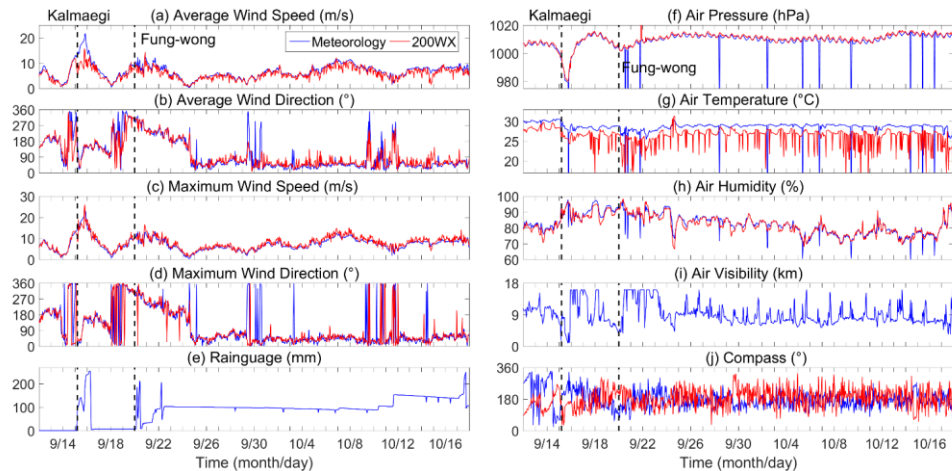 Kalmaegi (a) Average Wind Speed (m/s)
20
10
0
Fung-wong
Meteorology 200WX
(b) Average Wind Direction (°)
360
270
180
90
0
(c) Maximum Wind Speed (m/s)
30
20
10
0
(d) Maximum Wind Direction (°)
360
270
180
90
0
(e) Rainguage (mm)
200
100
0
9/14 9/18 9/22 9/26 9/30 10/4 10/8 10/12 10/16
Time (month/day)
Kalmaegi (f) Air Pressure (hPa)
1020
1000
980
Fung-wong
(g) Air Temperature (°C)
30
25
20
(h) Air Humidity (%)
100
90
80
70
60
(i) Air Visibility (km)
18
9
0
(j) Compass (°)
360
180
0
9/14 9/18 9/22 9/26 9/30 10/4 10/8 10/12 10/16
Time (month/day)